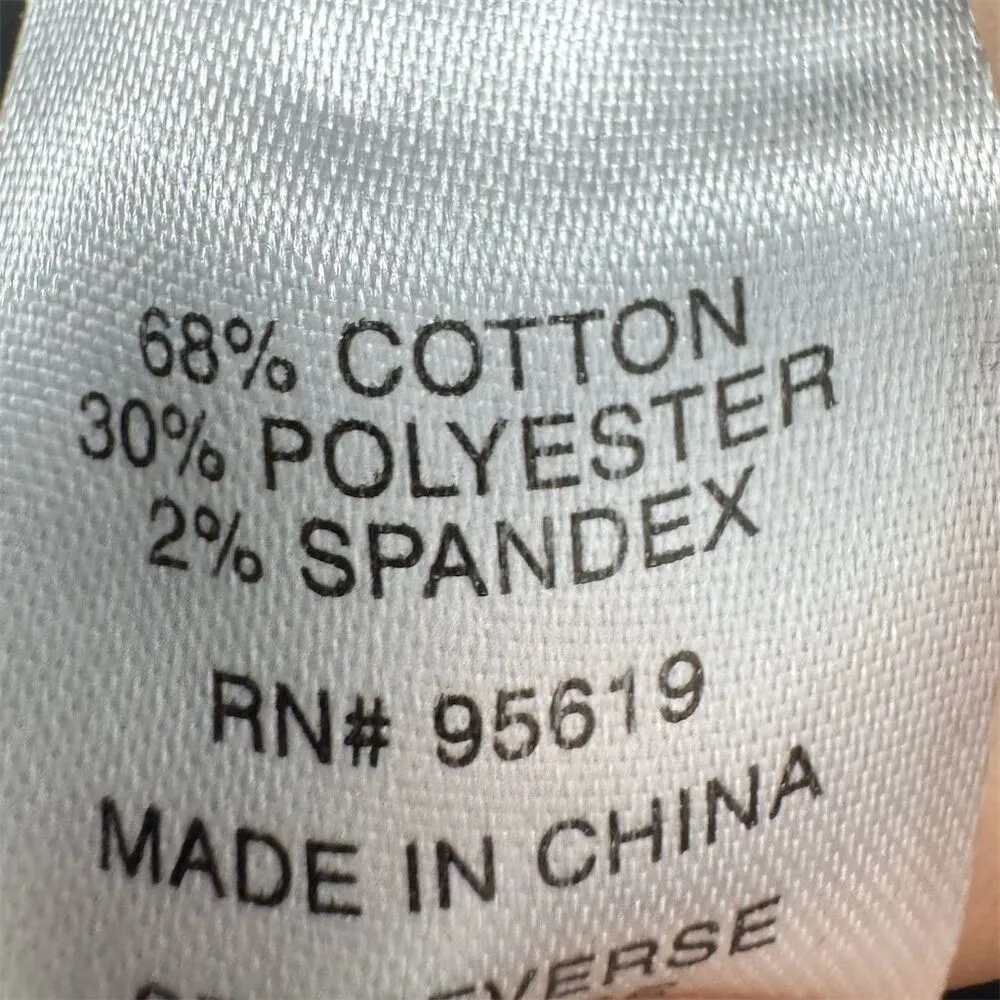 68% COTTON
30% POLYESTER
2% SPANDEX
RN# 95619
MADE IN CHINA